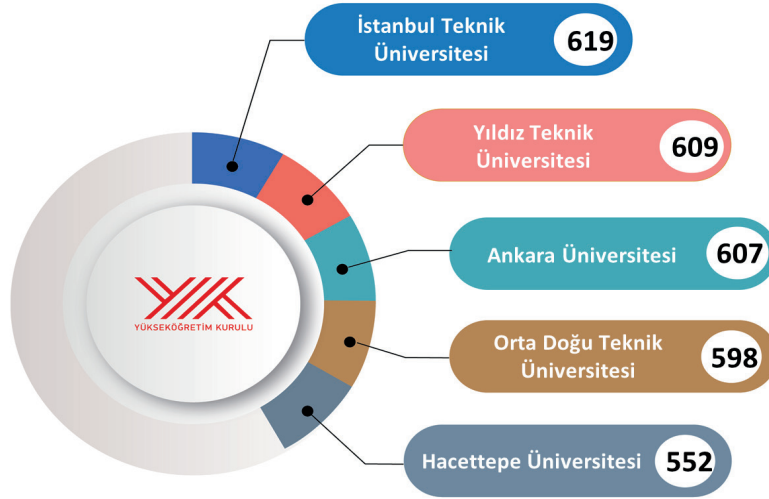 İstanbul Teknik
Üniversitesi
619
Yıldız Teknik
Üniversitesi
609
Ankara Üniversitesi
607
YÜKSEKÖĞRETİM KURULU
Orta Doğu Teknik
Üniversitesi
598
Hacettepe Üniversitesi
552